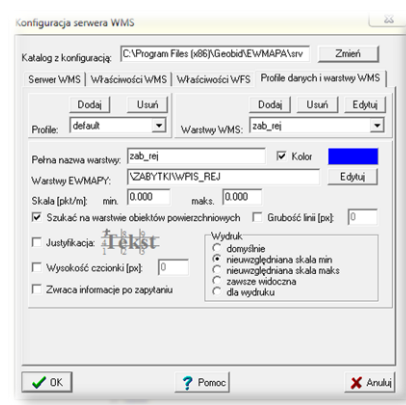 Konfiguracja serwera WMS
Katalog z konfiguracją: C:\Program Files (x86)\Geobid\EWMAPA\srv Zmień
Serwer WMS Właściwości WMS Właściwości WFS Profile danych i warstwy WMS
Dodaj Usuń Dodaj Usuń Edytuj
Profile: default Warstwy WMS: zab_rej
Pełna nazwa warstwy: zab_rej Kolor
Warstwy EWMAPY: \ZABYTKI\WPIS_REJ Edytuj
Skala [pkt/m]: min. 0.000 maks. 0.000
Szukać na warstwie obiektów powierzchniowych Grubość linii [px]: 0
Justyfikacja: Tekst
Wysokość czcionki [px]: 0
Zwraca informacje po zapytaniu
Wydruk
domyślnie
nieuwzględniana skala min
nieuwzględniana skala maks
zawsze widoczna
dla wydruku
OK Pomoc Anuluj